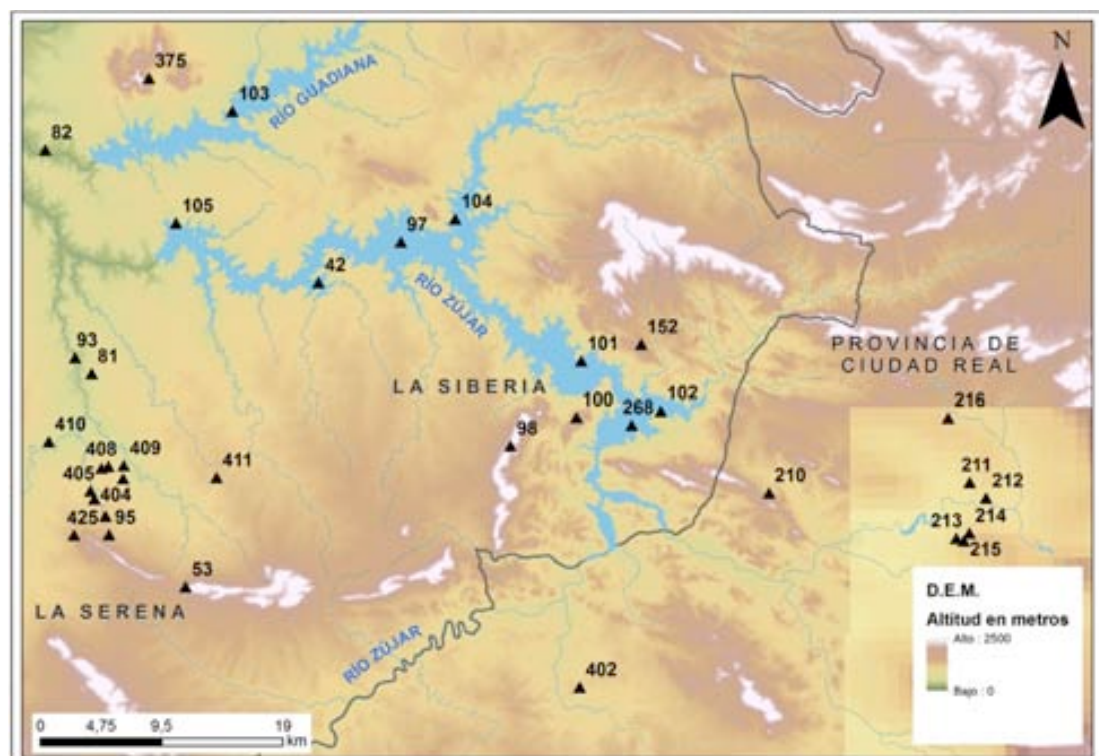 375
N
103
RÍO GUADIANA
82
104
105
97
42
RÍO ZÚJAR
93
152
101
PROVINCIA DE
CIUDAD REAL
81
LA SIBERIA
102
100
268
216
410
98
408
409
405
411
211
210
212
404
425
95
213
214
215
53
D.E.M.
LA SERENA
Altitud en metros
Alto : 2500
RÍO ZÚJAR
402
Bajo : 0
0
4,75
9,5
19
km